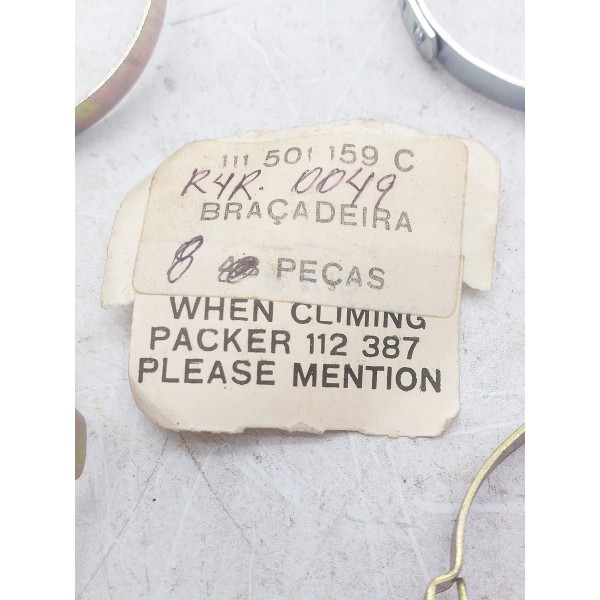 111 501 159 C
R4R. 0049
BRAÇADEIRA
8 PEÇAS
WHEN CLIMING
PACKER 112 387
PLEASE MENTION